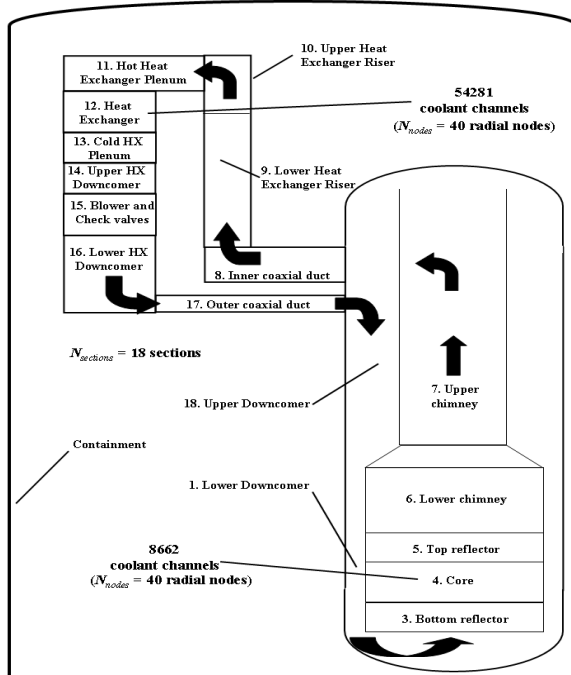 10. Upper Heat
Exchanger Riser
11. Hot Heat
Exchanger Plenum
12. Heat
Exchanger
54281
coolant channels
(Nnodes = 40 radial nodes)
13. Cold HX
Plenum
14. Upper HX
Downcomer
9. Lower Heat
Exchanger Riser
15. Blower and
Check valves
16. Lower HX
Downcomer
8. Inner coaxial duct
17. Outer coaxial duct
Nsections = 18 sections
7. Upper
chimney
18. Upper Downcomer
Containment
1. Lower Downcomer
6. Lower chimney
8662
coolant channels
(Nnodes = 40 radial nodes)
5. Top reflector
4. Core
3. Bottom reflector